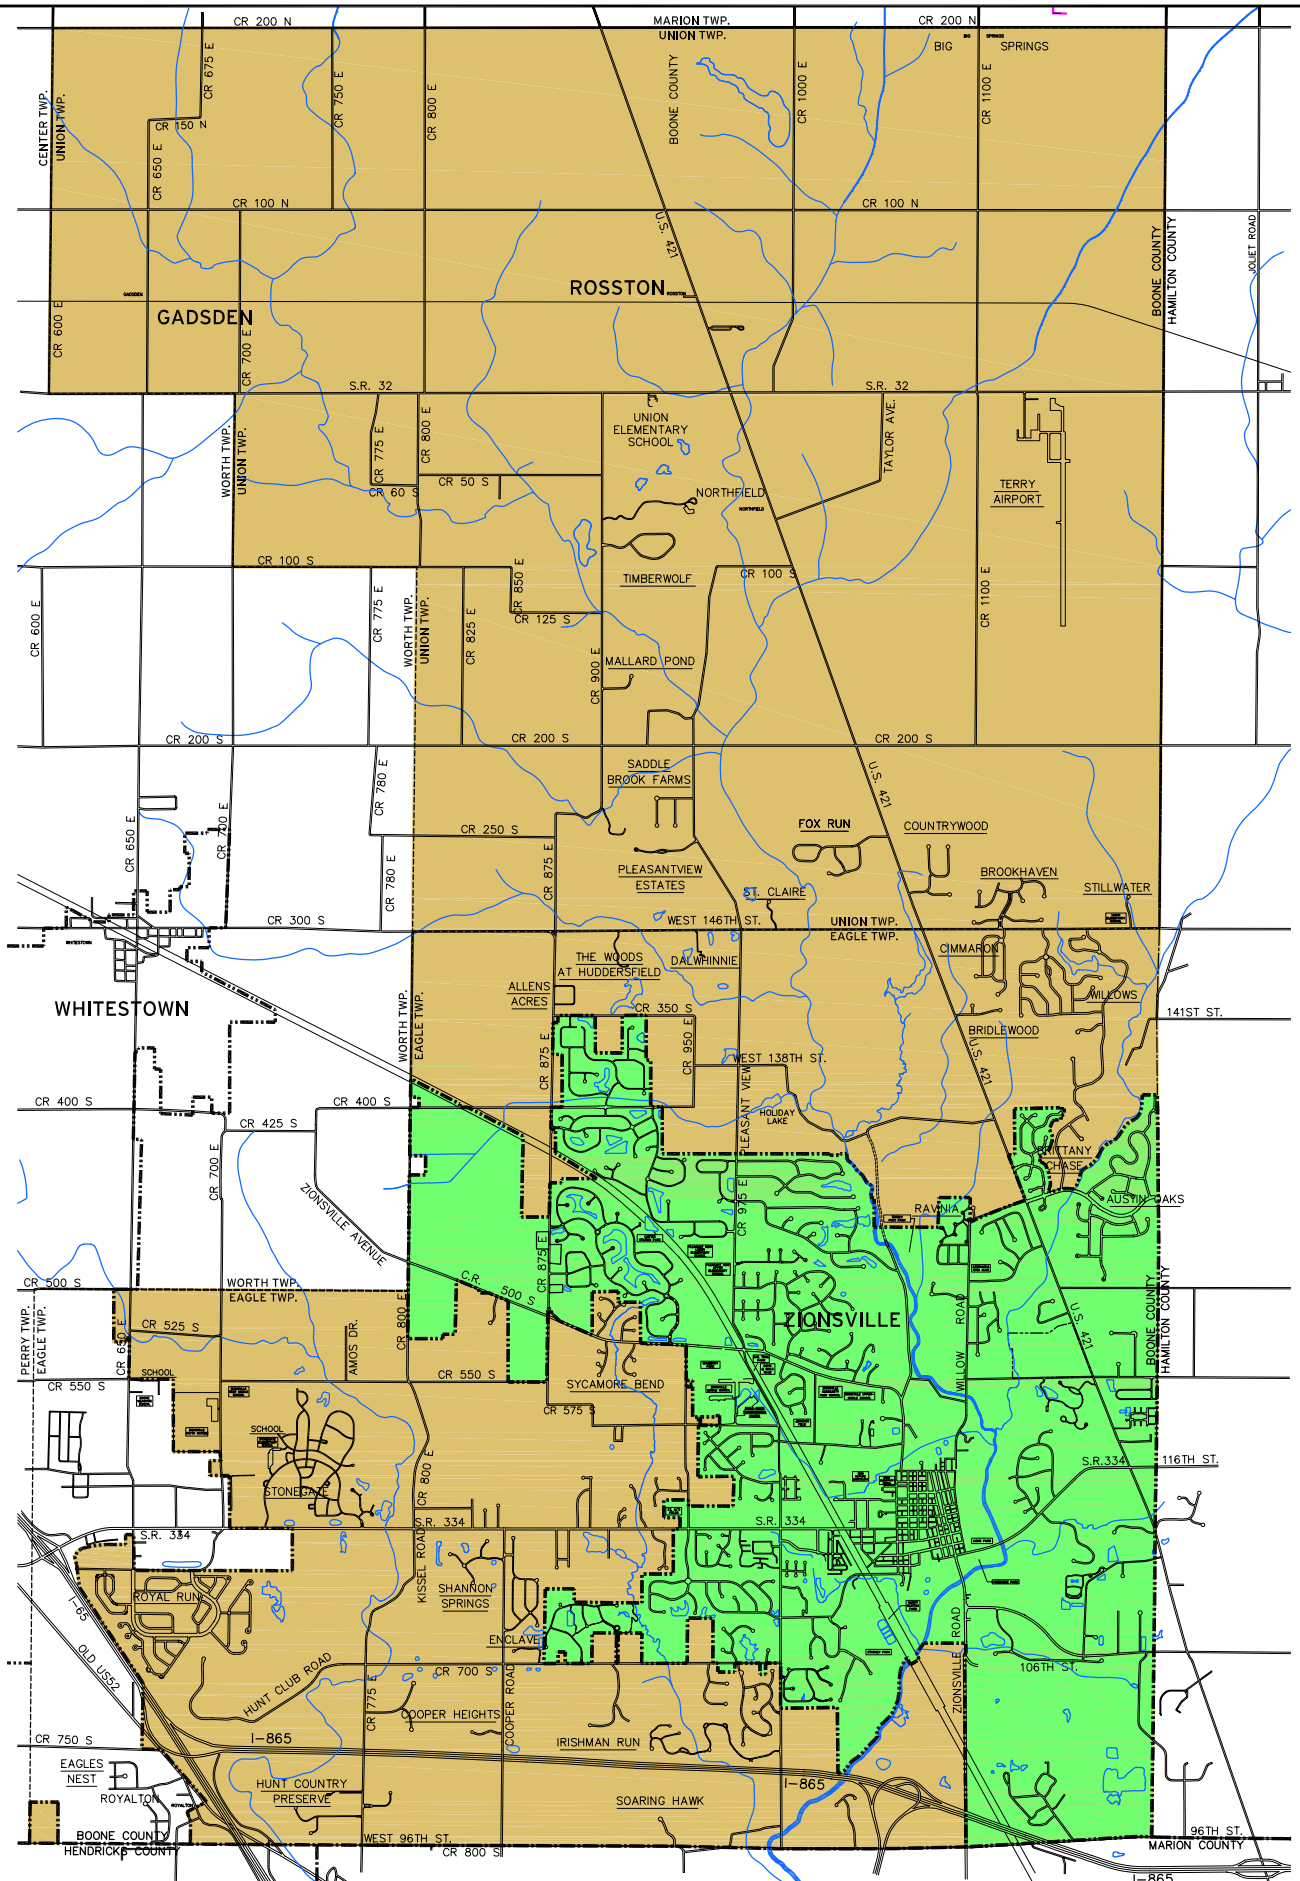 CR 200 N
MARION TWP.
UNION TWP.
CR 200 N
BIG SPRINGS
CR 675 E
CR 750 E
CR 800 E
BOONE COUNTY
CR 1000 E
CR 1100 E
CENTER TWP.
UNION TWP.
CR 150 N
CR 650 E
CR 100 N
CR 100 N
U.S. 421
BOONE COUNTY
HAMILTON COUNTY
JOLIET ROAD
ROSSTON
GADSDEN
CR 600 E
CR 700 E
S.R. 32
S.R. 32
UNION
ELEMENTARY
SCHOOL
TAYLOR AVE.
CR 775 E
CR 800 E
WORTH TWP.
UNION TWP.
CR 50 S
CR 60 S
NORTHFIELD
NORTHFIELD
TERRY
AIRPORT
CR 100 S
CR 850 E
TIMBERWOLF
CR 100 S
CR 1100 E
CR 600 E
CR 775 E
WORTH TWP.
UNION TWP.
CR 825 E
CR 125 S
CR 900 E
MALLARD POND
CR 200 S
CR 200 S
CR 200 S
SADDLE
BROOK FARMS
U.S. 421
CR 780 E
CR 650 E
CR 700 E
CR 250 S
CR 875 E
FOX RUN
COUNTRYWOOD
CR 780 E
PLEASANTVIEW
ESTATES
ST. CLAIRE
BROOKHAVEN
STILLWATER
CR 300 S
WEST 146TH ST.
UNION TWP.
EAGLE TWP.
WHITESTOWN
THE WOODS
AT HUDDERSFIELD
DALWHINNIE
CIMMARON
ALLENS
ACRES
WILLOWS
WHITESTOWN
WORTH TWP.
EAGLE TWP.
CR 350 S
BRIDLEWOOD
141ST ST.
CR 875 E
CR 950 E
WEST 138TH ST.
U.S. 421
CR 400 S
CR 400 S
CR 425 S
HOLIDAY
LAKE
PLEASANT VIEW
CR 700 E
ZIONSVILLE AVENUE
BRITTANY
CHASE
AUSTIN OAKS
CR 975 E
RAVINIA
CR 875 E
CR 500 S
WORTH TWP.
EAGLE TWP.
C.R. 500 S
PERRY TWP.
EAGLE TWP.
CR 650 E
CR 525 S
AMOS DR.
CR 800 E
ZIONSVILLE
WILLOW ROAD
U.S. 421
BOONE COUNTY
HAMILTON COUNTY
SCHOOL
CR 550 S
CR 550 S
SYCAMORE BEND
CR 575 S
SCHOOL
STONEGATE
CR 800 E
S.R.334
116TH ST.
S.R. 334
S.R. 334
S.R. 334
ROYAL RUN
KISSEL ROAD
SHANNON
SPRINGS
I-65
OLD US52
ENCLAVE
CR 700 S
ZIONSVILLE ROAD
106TH ST.
HUNT CLUB ROAD
CR 775 E
COOPER HEIGHTS
COOPER ROAD
IRISHMAN RUN
I-865
CR 750 S
EAGLES
NEST
ROYALTON
ROYALTON
HUNT COUNTRY
PRESERVE
SOARING HAWK
I-865
BOONE COUNTY
HENDRICKS COUNTY
WEST 96TH ST.
CR 800 S
96TH ST.
MARION COUNTY
I-865